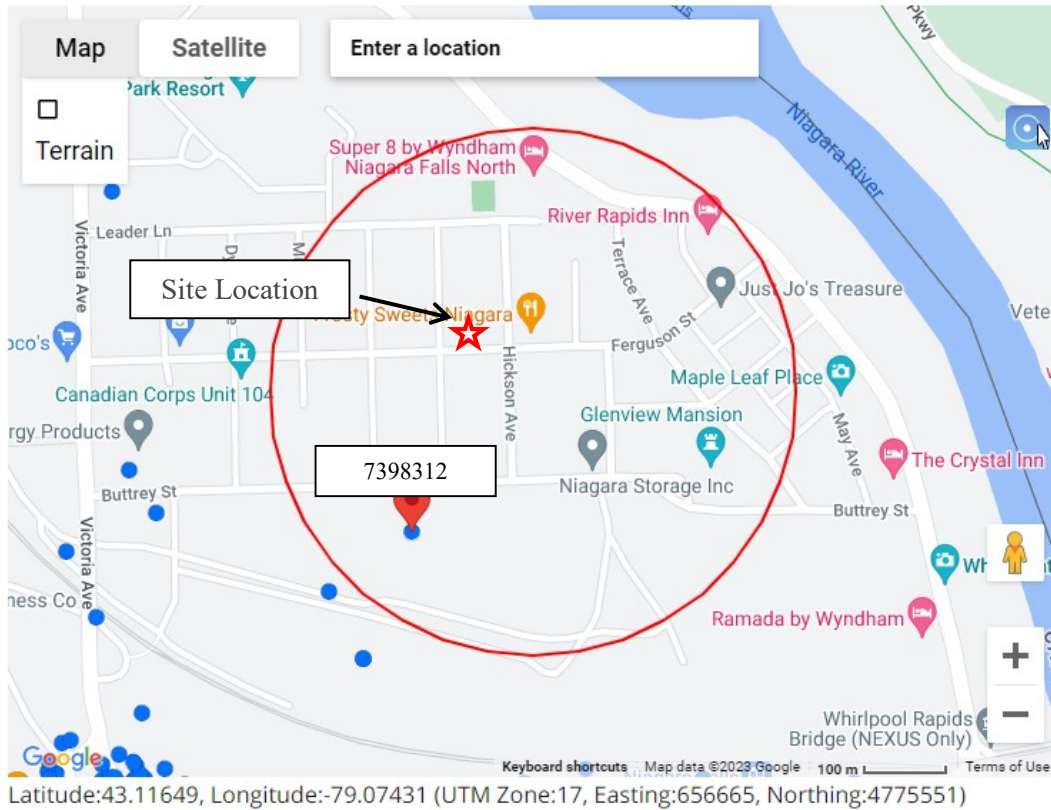 Map
Satellite
Enter a location
Pkwy
Park Resort
Terrain
Super 8 by Wyndham
Niagara Falls North
Niagara River
River Rapids Inn
Victoria Ave
Leader Ln
Terrace Ave
Site Location
Sweet
Niagara
Just Jo's Treasure
Ferguson St
Hickson Ave
Maple Leaf Place
Canadian Corps Unit 104
Glenview Mansion
May Ave
rgy Products
7398312
The Crystal Inn
Niagara Storage Inc
Buttrey St
Buttrey St
Victoria Ave
ness Co
Ramada by Wyndham
Whirlpool Rapids
Bridge (NEXUS Only)
Google
Keyboard shortcuts
Map data ©2023 Google
100 m
Terms of Use
Latitude:43.11649, Longitude:-79.07431 (UTM Zone:17, Easting:656665, Northing:4775551)